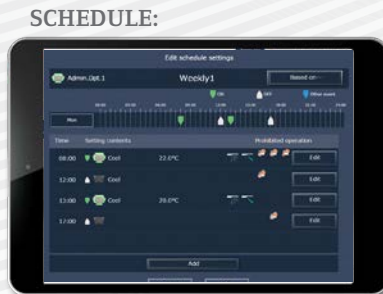 SCHEDULE:
Edit schedule settings
Admin.Dpt.1 Weekly1 Based on
ON OFF Other event
Mon
Time Setting contents Prohibited operation
08:00 Cool 22.0°C Edit
12:00 Cool Edit
13:00 Cool 20.0°C Edit
17:00 Edit
Add